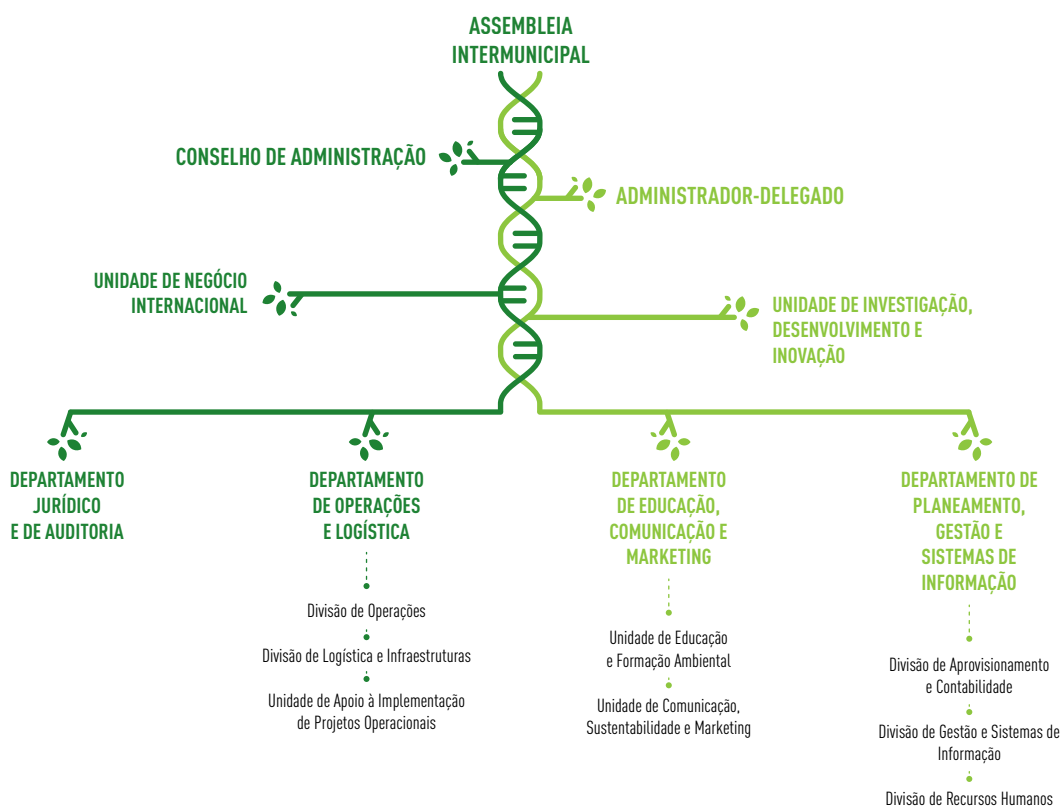 ASSEMBLEIA
INTERMUNICIPAL
CONSELHO DE ADMINISTRAÇÃO
ADMINISTRADOR-DELEGADO
UNIDADE DE NEGÓCIO
INTERNACIONAL
UNIDADE DE INVESTIGAÇÃO,
DESENVOLVIMENTO E
INOVAÇÃO
DEPARTAMENTO
JURÍDICO
E DE AUDITORIA
DEPARTAMENTO
DE OPERAÇÕES
E LOGÍSTICA
Divisão de Operações
Divisão de Logística e Infraestruturas
Unidade de Apoio à Implementação
de Projetos Operacionais
DEPARTAMENTO
DE EDUCAÇÃO,
COMUNICAÇÃO E
MARKETING
Unidade de Educação
e Formação Ambiental
Unidade de Comunicação,
Sustentabilidade e Marketing
DEPARTAMENTO DE
PLANEAMENTO,
GESTÃO E
SISTEMAS DE
INFORMAÇÃO
Divisão de Aprovisionamento
e Contabilidade
Divisão de Gestão e Sistemas de
Informação
Divisão de Recursos Humanos